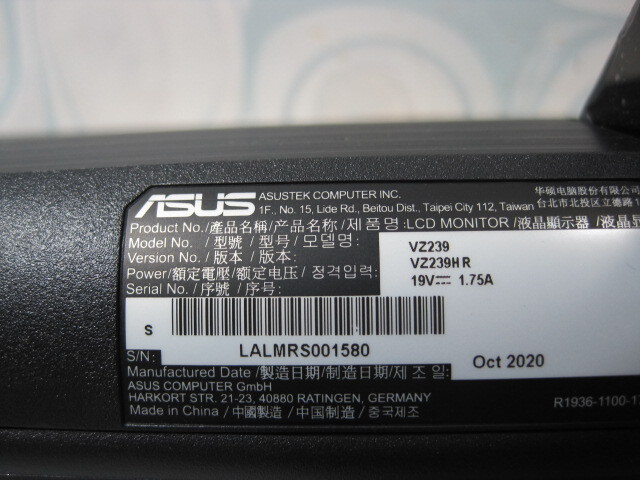 ASUS
ASUSTEK COMPUTER INC.
1F., No. 15, Lide Rd., Beitou Dist., Taipei City 112, Taiwan
华硕电脑股份有限
台北市北投区立德路1
Product No./產品名稱/产品名称/제품명:LCD MONITOR /液晶顯示器 /液晶显
Model No. / 型號 / 型号 / 모델명: VZ239
Version No. / 版本 / 版本: VZ239HR
Power/額定電壓/额定电压 / 정격입력: 19V 1.75A
Serial No. / 序號 / 序号:
S
S/N: LALMRS001580
Manufactured Date /製造日期/制造日期/제조일: Oct 2020
ASUS COMPUTER GmbH
HARKORT STR. 21-23, 40880 RATINGEN, GERMANY
Made in China / 中國製造 / 中国制造 / 중국제조
R1936-1100-17